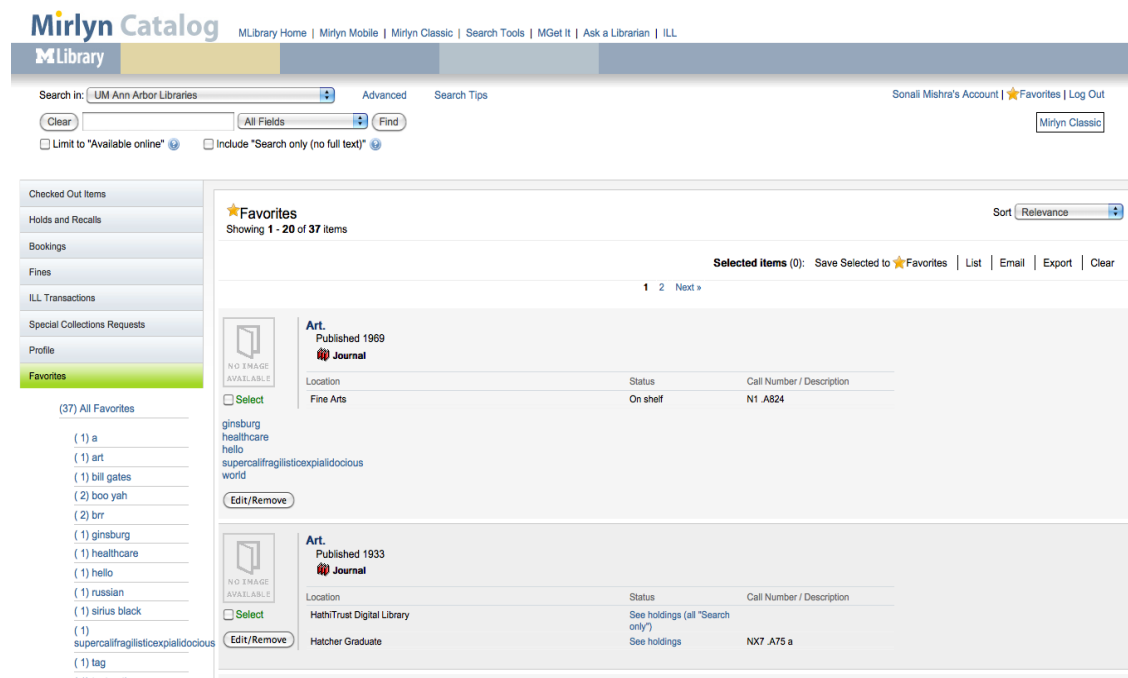 Mirlyn Catalog
MLibrary Home | Mirlyn Mobile | Mirlyn Classic | Search Tools | MGet It | Ask a Librarian | ILL
M Library
Search in: UM Ann Arbor Libraries Advanced Search Tips
Sonali Mishra's Account | Favorites | Log Out
Clear All Fields Find
Mirlyn Classic
Limit to "Available online" ? Include "Search only (no full text)" ?
Checked Out Items
Holds and Recalls
Bookings
Fines
ILL Transactions
Special Collections Requests
Profile
Favorites
(37) All Favorites
( 1) a
( 1) art
( 1) bill gates
( 2) boo yah
( 2) brr
( 1) ginsburg
( 1) healthcare
( 1) hello
( 1) russian
( 1) sirius black
( 1)
supercalifragilisticexpialidocious
( 1) tag
Favorites
Showing 1 - 20 of 37 items
Sort Relevance
Selected items (0): Save Selected to Favorites | List | Email | Export | Clear
1 2 Next »
NO IMAGE
AVAILABLE
Select
Art.
Published 1969
Journal
Location Status Call Number / Description
Fine Arts On shelf N1 .A824
ginsburg
healthcare
hello
supercalifragilisticexpialidocious
world
Edit/Remove
NO IMAGE
AVAILABLE
Select
Edit/Remove
Art.
Published 1933
Journal
Location Status Call Number / Description
HathiTrust Digital Library See holdings (all "Search
only")
Hatcher Graduate See holdings NX7 .A75 a